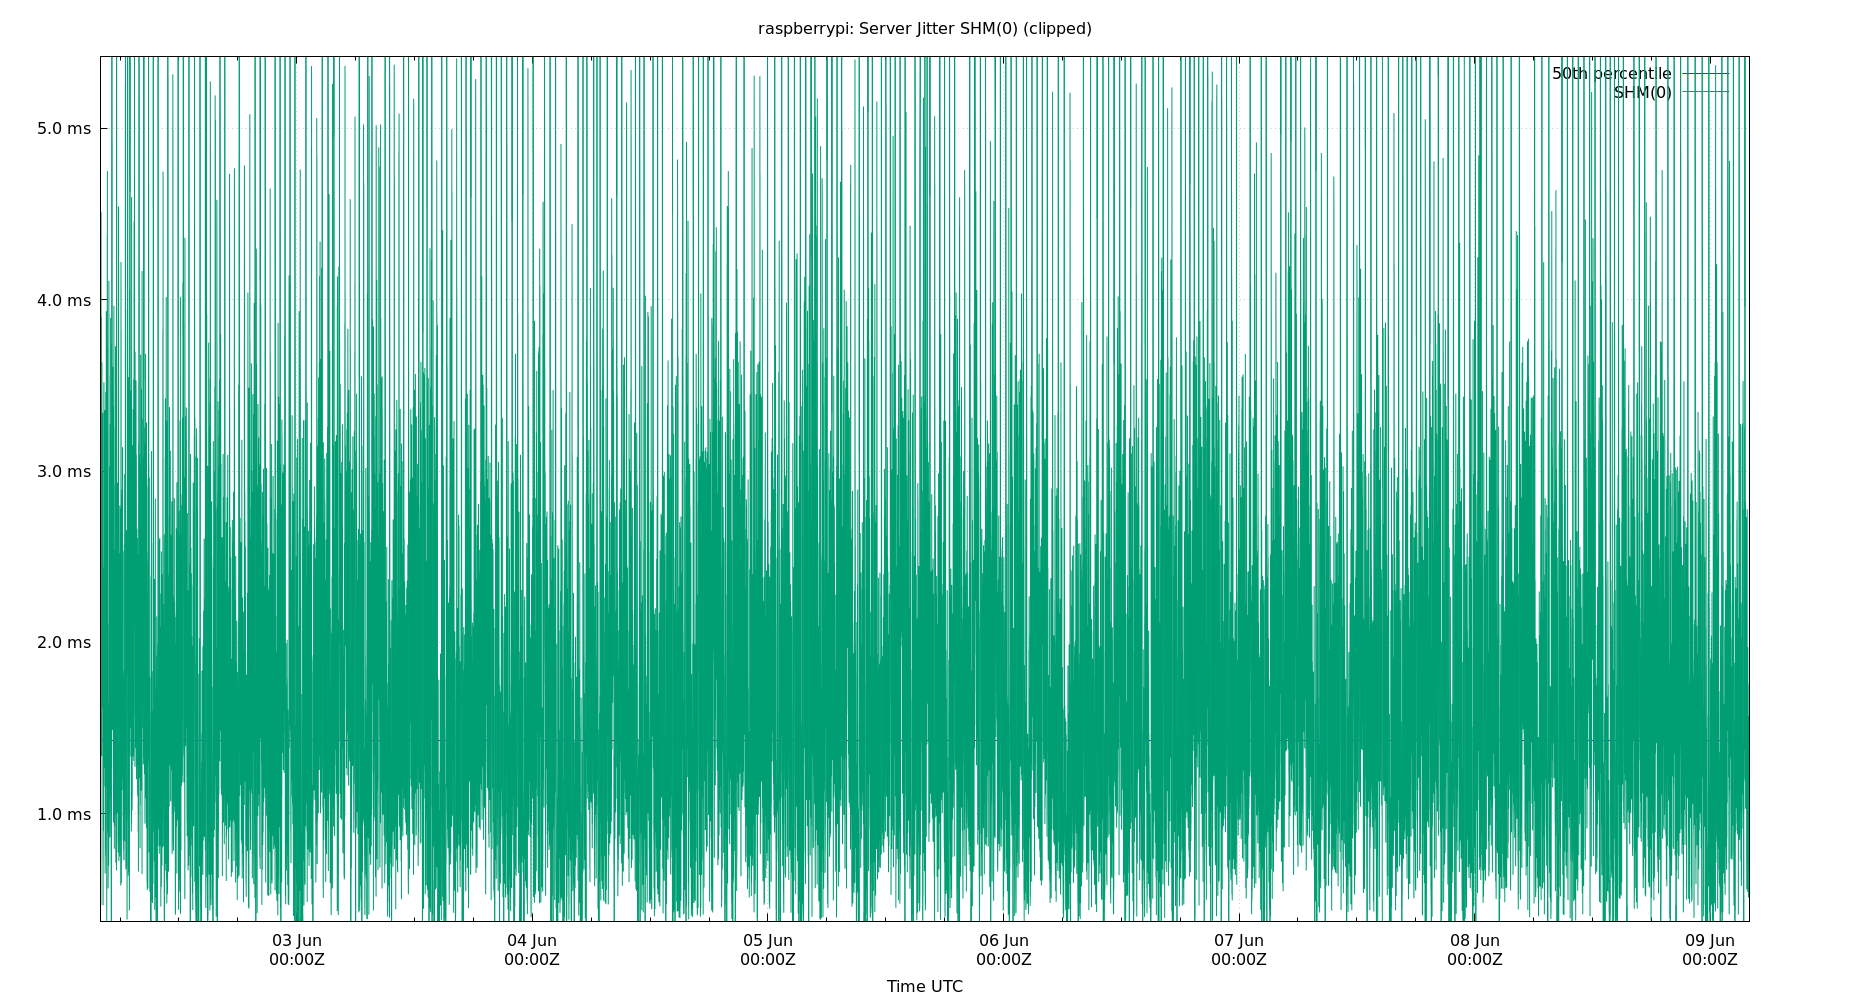 raspberrypi: Server Jitter SHM(0) (clipped)
50th percentile
SHM(0)
5.0 ms
4.0 ms
3.0 ms
2.0 ms
1.0 ms
03 Jun 04 Jun 05 Jun 06 Jun 07 Jun 08 Jun 09 Jun
00:00Z 00:00Z 00:00Z 00:00Z 00:00Z 00:00Z 00:00Z
Time UTC